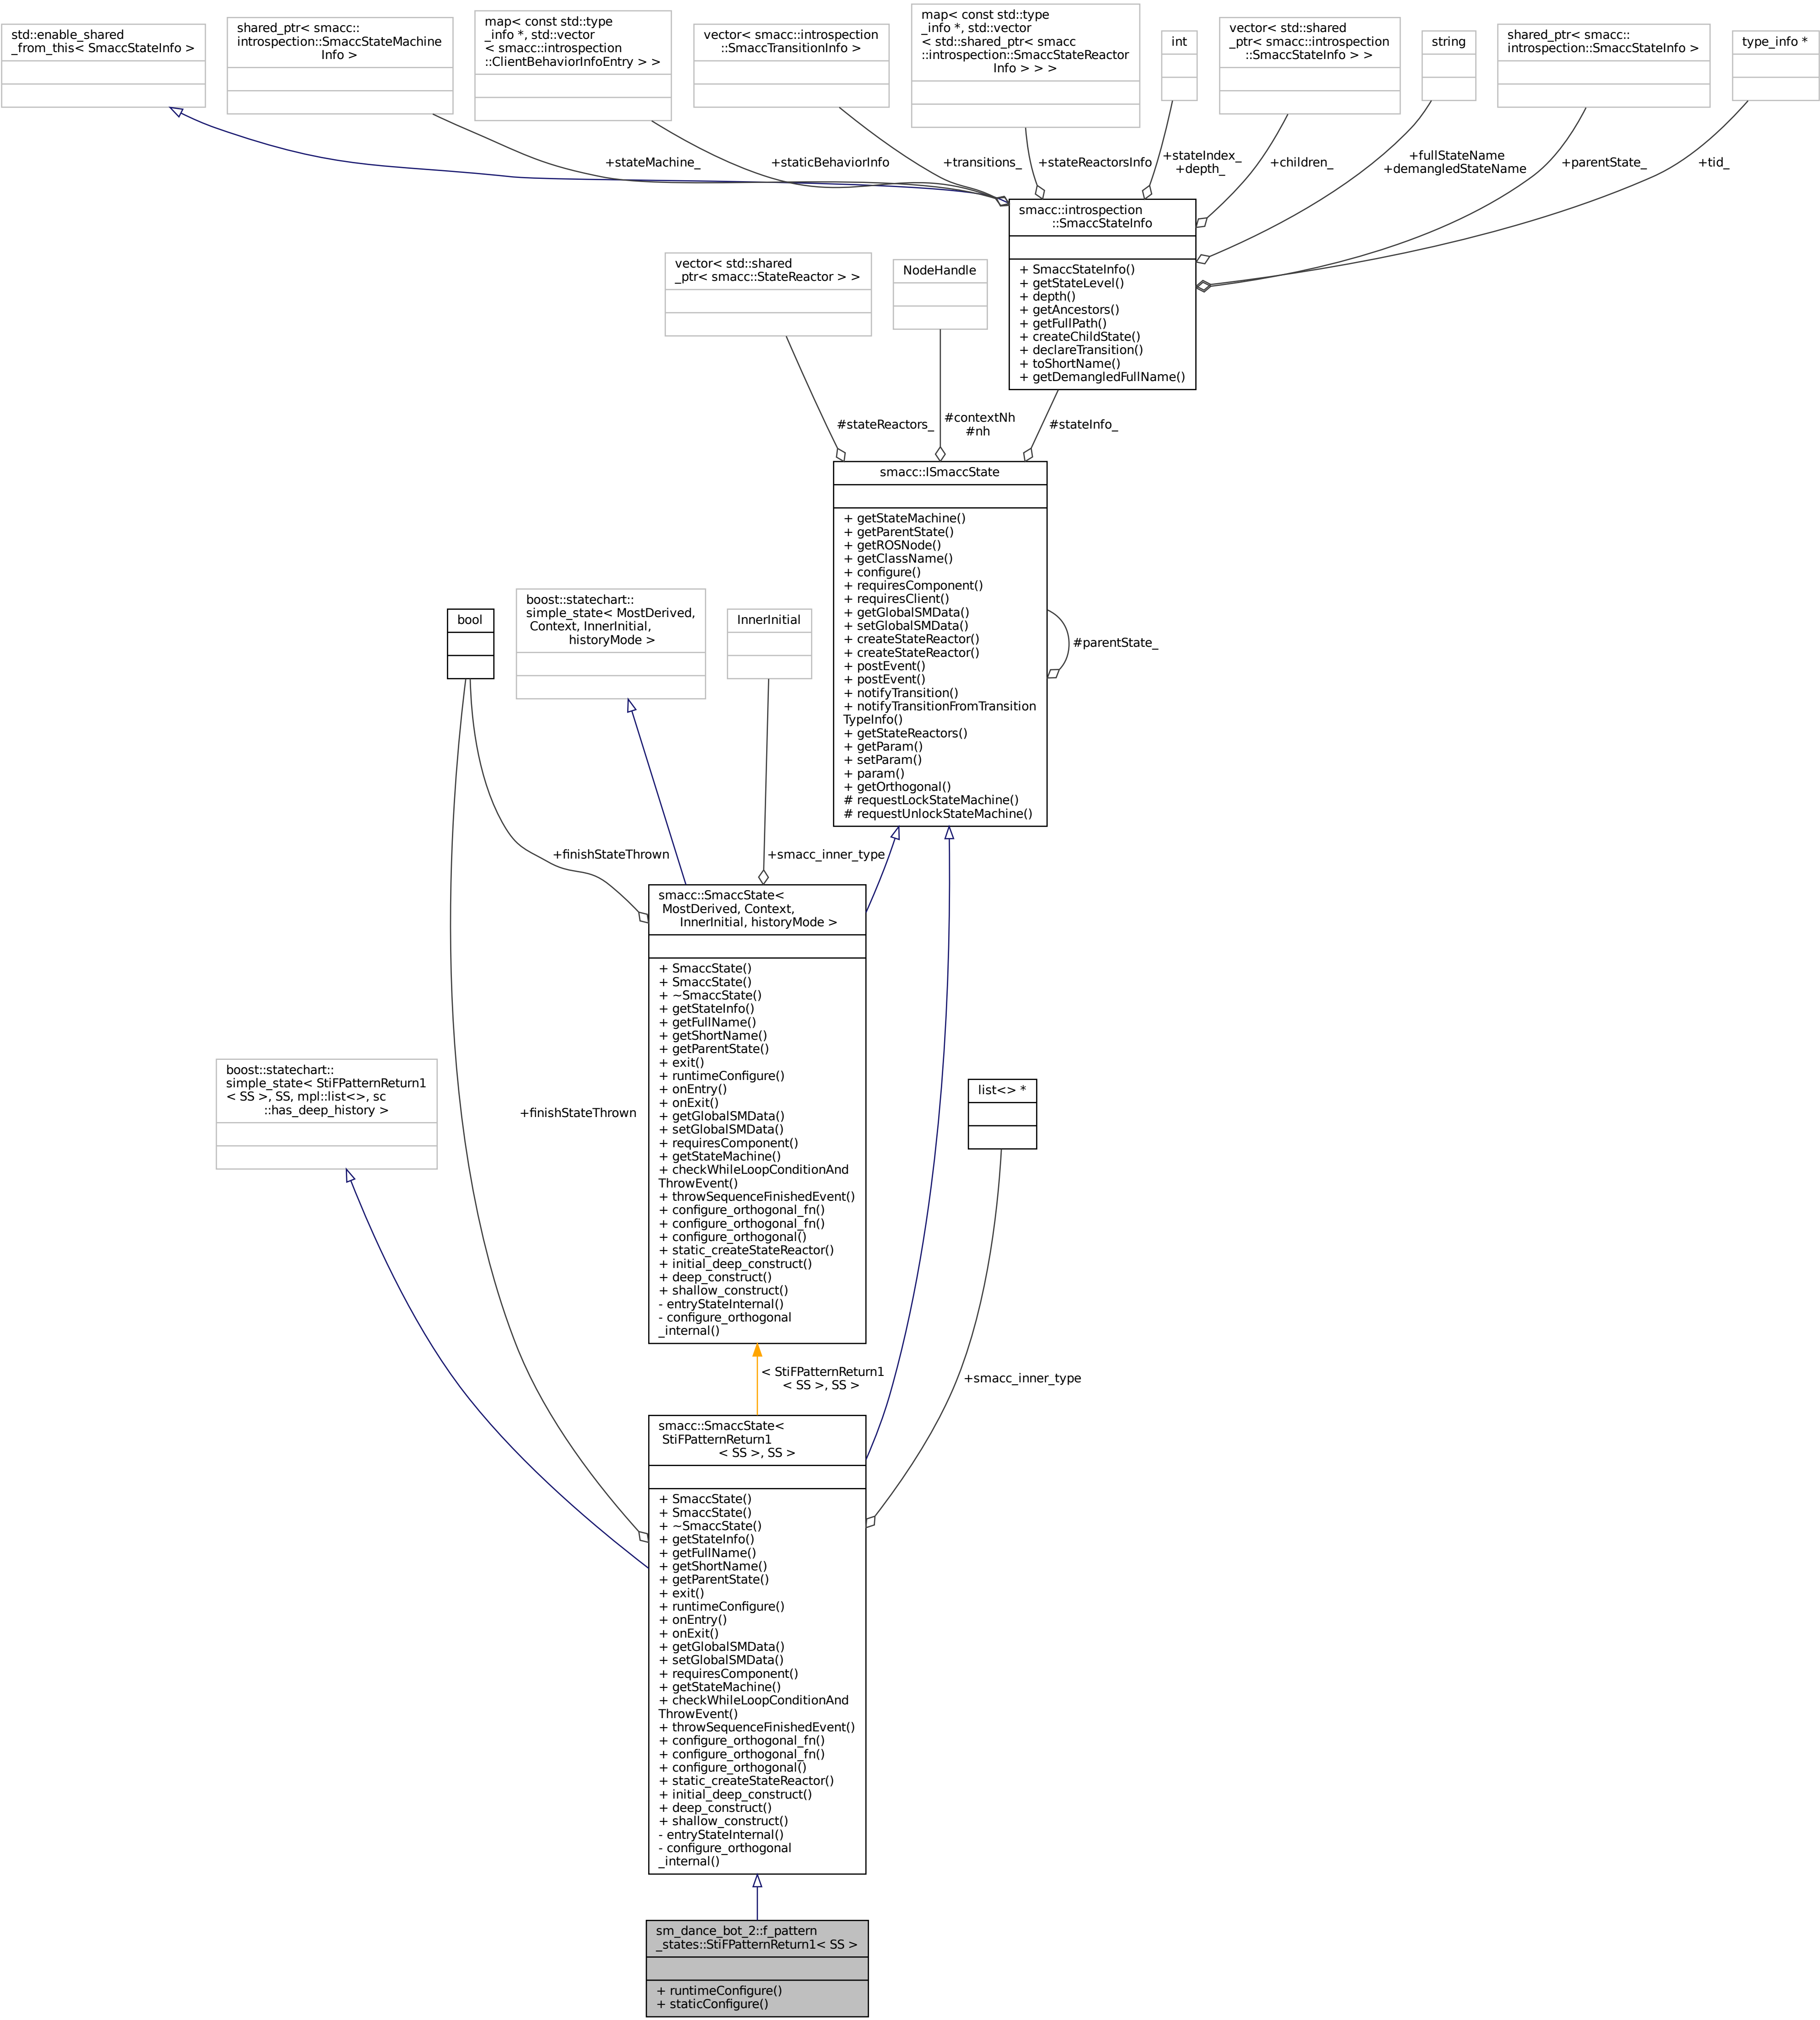 std::enable_shared
_from_this< SmaccStateInfo >
shared_ptr< smacc::
introspection::SmaccStateMachine
Info >
map< const std::type
_info *, std::vector
< smacc::introspection
::ClientBehaviorInfoEntry > >
vector< smacc::introspection
::SmaccTransitionInfo >
map< const std::type
_info *, std::vector
< std::shared_ptr< smacc
::introspection::SmaccStateReactor
Info > > >
int
vector< std::shared
_ptr< smacc::introspection
::SmaccStateInfo > >
string
shared_ptr< smacc::
introspection::SmaccStateInfo >
type_info *
+stateMachine_
+staticBehaviorInfo
+transitions_
+stateReactorsInfo
+stateIndex_
+depth_
+children_
+fullStateName
+demangledStateName
+parentState_
+tid_
smacc::introspection
::SmaccStateInfo
+ SmaccStateInfo()
+ getStateLevel()
+ depth()
+ getAncestors()
+ getFullPath()
+ createChildState()
+ declareTransition()
+ toShortName()
+ getDemangledFullName()
vector< std::shared
_ptr< smacc::StateReactor > >
NodeHandle
#stateReactors_
#contextNh
#nh
#stateInfo_
smacc::ISmaccState
+ getStateMachine()
+ getParentState()
+ getROSNode()
+ getClassName()
+ configure()
+ requiresComponent()
+ requiresClient()
+ getGlobalSMData()
+ setGlobalSMData()
+ createStateReactor()
+ createStateReactor()
+ postEvent()
+ postEvent()
+ notifyTransition()
+ notifyTransitionFromTransition
TypeInfo()
+ getStateReactors()
+ getParam()
+ setParam()
+ param()
+ getOrthogonal()
# requestLockStateMachine()
# requestUnlockStateMachine()
#parentState_
bool
boost::statechart::
simple_state< MostDerived,
Context, InnerInitial,
historyMode >
InnerInitial
+finishStateThrown
+smacc_inner_type
smacc::SmaccState<
MostDerived, Context,
InnerInitial, historyMode >
+ SmaccState()
+ SmaccState()
+ ~SmaccState()
+ getStateInfo()
+ getFullName()
+ getShortName()
+ getParentState()
+ exit()
+ runtimeConfigure()
+ onEntry()
+ onExit()
+ getGlobalSMData()
+ setGlobalSMData()
+ requiresComponent()
+ getStateMachine()
+ checkWhileLoopConditionAnd
ThrowEvent()
+ throwSequenceFinishedEvent()
+ configure_orthogonal_fn()
+ configure_orthogonal_fn()
+ configure_orthogonal()
+ static_createStateReactor()
+ initial_deep_construct()
+ deep_construct()
+ shallow_construct()
- entryStateInternal()
- configure_orthogonal
_internal()
boost::statechart::
simple_state< StiFPatternReturn1
< SS >, SS, mpl::list<>, sc
::has_deep_history >
+finishStateThrown
list<> *
< StiFPatternReturn1
< SS >, SS >
+smacc_inner_type
smacc::SmaccState<
StiFPatternReturn1
< SS >, SS >
+ SmaccState()
+ SmaccState()
+ ~SmaccState()
+ getStateInfo()
+ getFullName()
+ getShortName()
+ getParentState()
+ exit()
+ runtimeConfigure()
+ onEntry()
+ onExit()
+ getGlobalSMData()
+ setGlobalSMData()
+ requiresComponent()
+ getStateMachine()
+ checkWhileLoopConditionAnd
ThrowEvent()
+ throwSequenceFinishedEvent()
+ configure_orthogonal_fn()
+ configure_orthogonal_fn()
+ configure_orthogonal()
+ static_createStateReactor()
+ initial_deep_construct()
+ deep_construct()
+ shallow_construct()
- entryStateInternal()
- configure_orthogonal
_internal()
sm_dance_bot_2::f_pattern
_states::StiFPatternReturn1< SS >
+ runtimeConfigure()
+ staticConfigure()